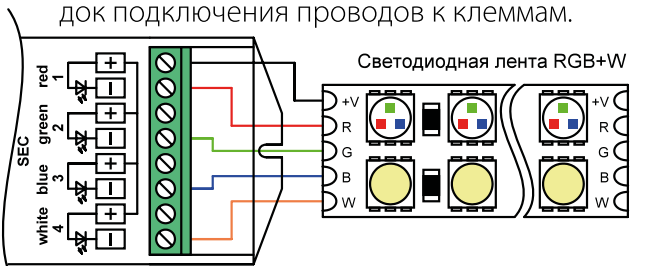 док подключения проводов к клеммам.
Светодиодная лента RGB+W
SEC
red
1
+
−
green
2
+
−
blue
3
+
−
white
4
+
−
+V
R
G
B
W
+V
R
G
B
W